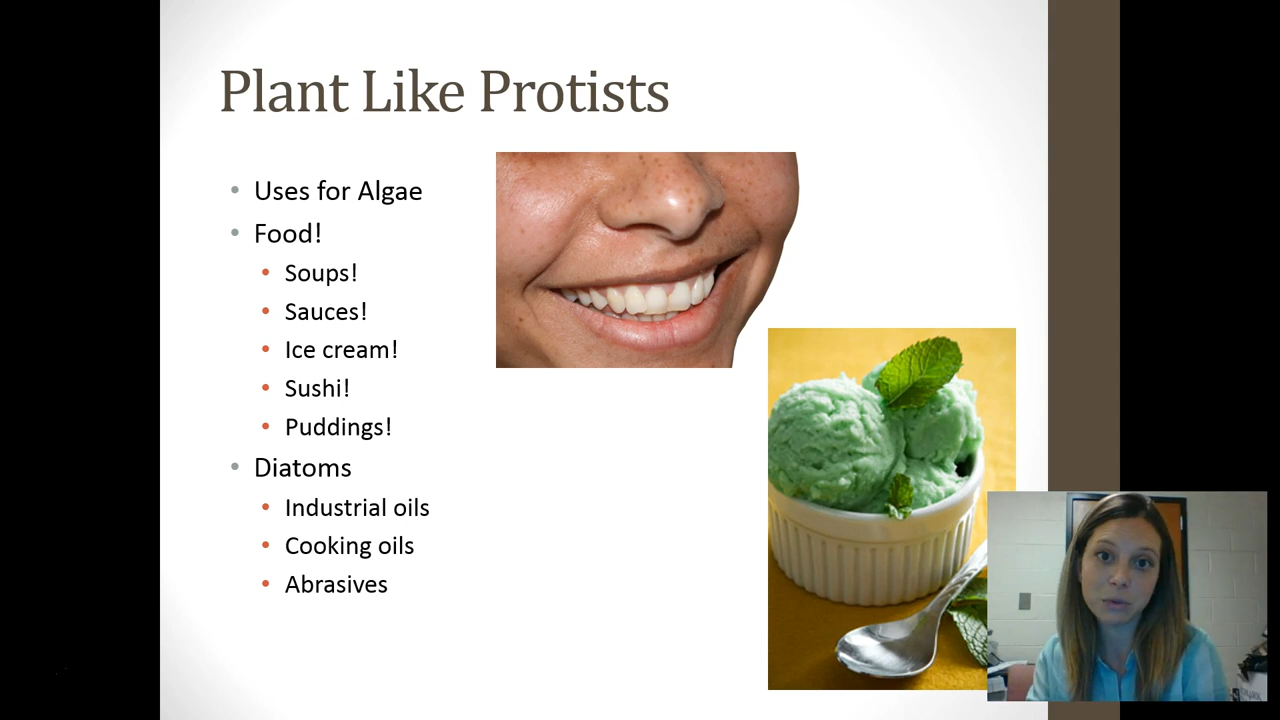 Plant Like Protists
Uses for Algae
Food!
Soups!
Sauces!
Ice cream!
Sushi!
Puddings!
Diatoms
Industrial oils
Cooking oils
Abrasives